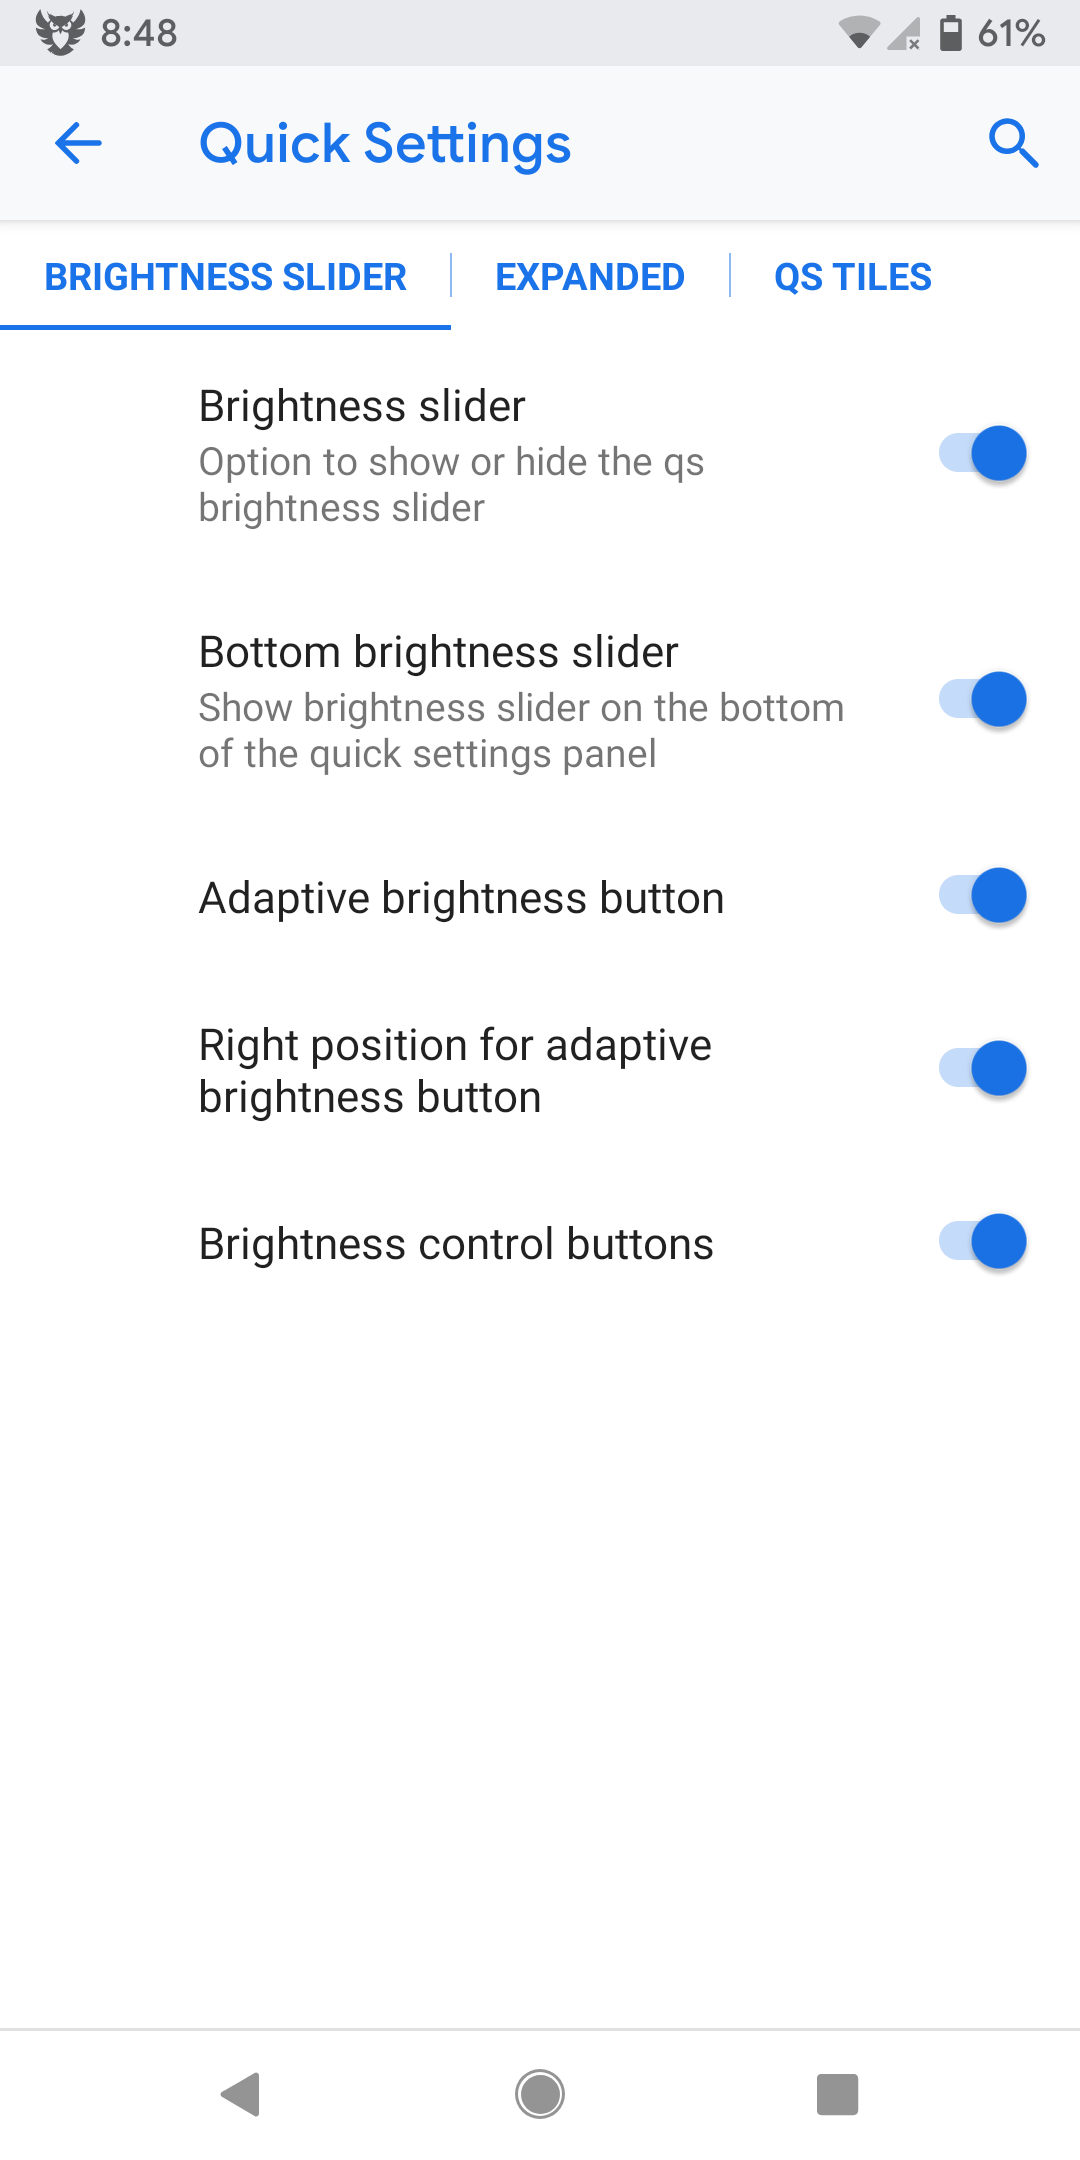 8:48
61%
Quick Settings
BRIGHTNESS SLIDER
EXPANDED
QS TILES
Brightness slider
Option to show or hide the qs
brightness slider
Bottom brightness slider
Show brightness slider on the bottom
of the quick settings panel
Adaptive brightness button
Right position for adaptive
brightness button
Brightness control buttons